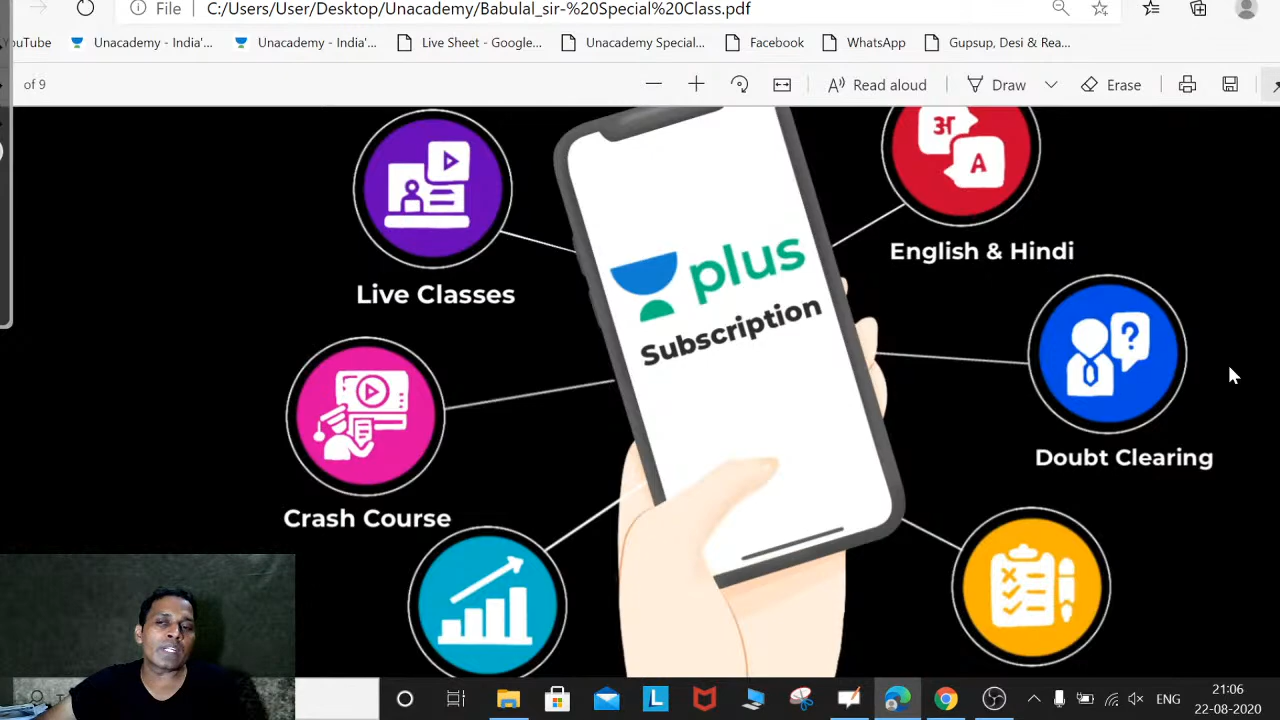 File C:/Users/User/Desktop/Unacademy/Babulal_sir-%20Special%20Class.pdf
YouTube Unacademy - India'... Unacademy - India'... Live Sheet - Google... Unacademy Special... Facebook WhatsApp Gupsup, Desi & Rea...
of 9 Read aloud Draw Erase
अ
A
English & Hindi
Live Classes
plus
Subscription
?
Doubt Clearing
Crash Course
L
ENG
21:06
22-08-2020